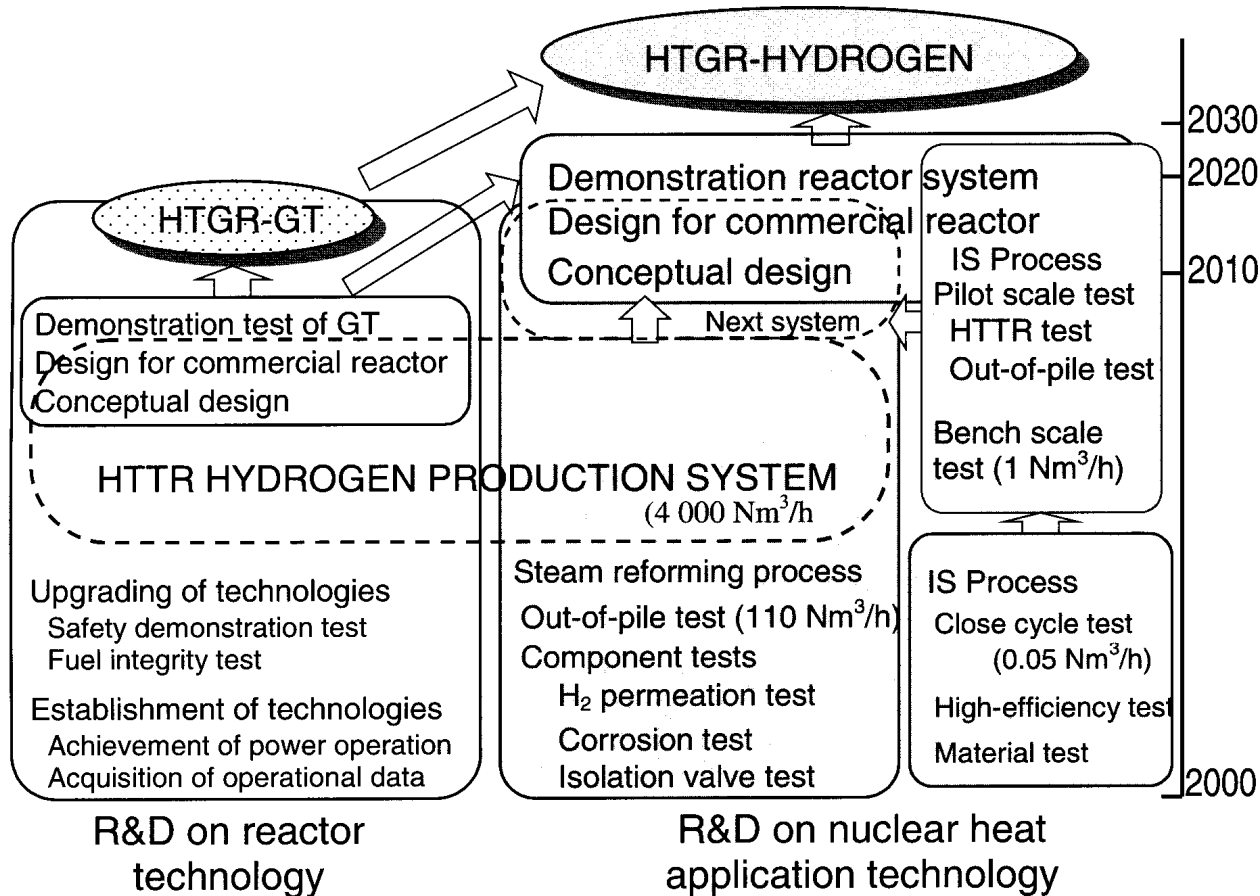 HTGR-HYDROGEN
2030
2020
2010
2000
HTGR-GT
Demonstration test of GT
Design for commercial reactor
Conceptual design
Demonstration reactor system
Design for commercial reactor
Conceptual design
Next system
IS Process
Pilot scale test
HTTR test
Out-of-pile test
Bench scale
test (1 Nm³/h)
HTTR HYDROGEN PRODUCTION SYSTEM
(4 000 Nm³/h
Upgrading of technologies
Safety demonstration test
Fuel integrity test
Establishment of technologies
Achievement of power operation
Acquisition of operational data
Steam reforming process
Out-of-pile test (110 Nm³/h)
Component tests
H₂ permeation test
Corrosion test
Isolation valve test
IS Process
Close cycle test
(0.05 Nm³/h)
High-efficiency test
Material test
R&D on reactor
technology
R&D on nuclear heat
application technology